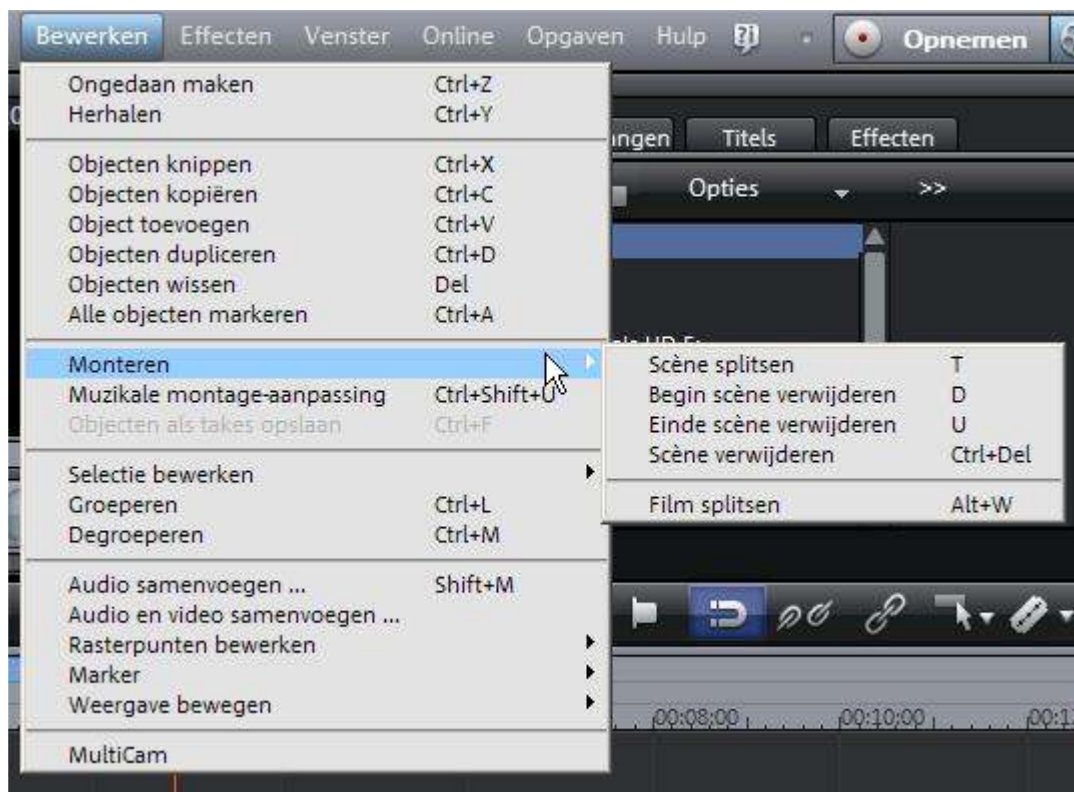 Bewerken Effecten Venster Online Opgaven Hulp Opnemen
Ongedaan maken Ctrl+Z
Herhalen Ctrl+Y
ngen Titels Effecten
Objecten knippen Ctrl+X
Objecten kopiëren Ctrl+C
Opties >>
Object toevoegen Ctrl+V
Objecten dupliceren Ctrl+D
Objecten wissen Del
Alle objecten markeren Ctrl+A
Monteren
Muzikale montage-aanpassing Ctrl+Shift+U
Objecten als takes opslaan Ctrl+F
Scène splitsen T
Begin scène verwijderen D
Einde scène verwijderen U
Scène verwijderen Ctrl+Del
Film splitsen Alt+W
Selectie bewerken
Groeperen Ctrl+L
Degroeperen Ctrl+M
Audio samenvoegen ... Shift+M
Audio en video samenvoegen ...
Rasterpunten bewerken
Marker
Weergave bewegen
00:08:00 00:10:00
MultiCam